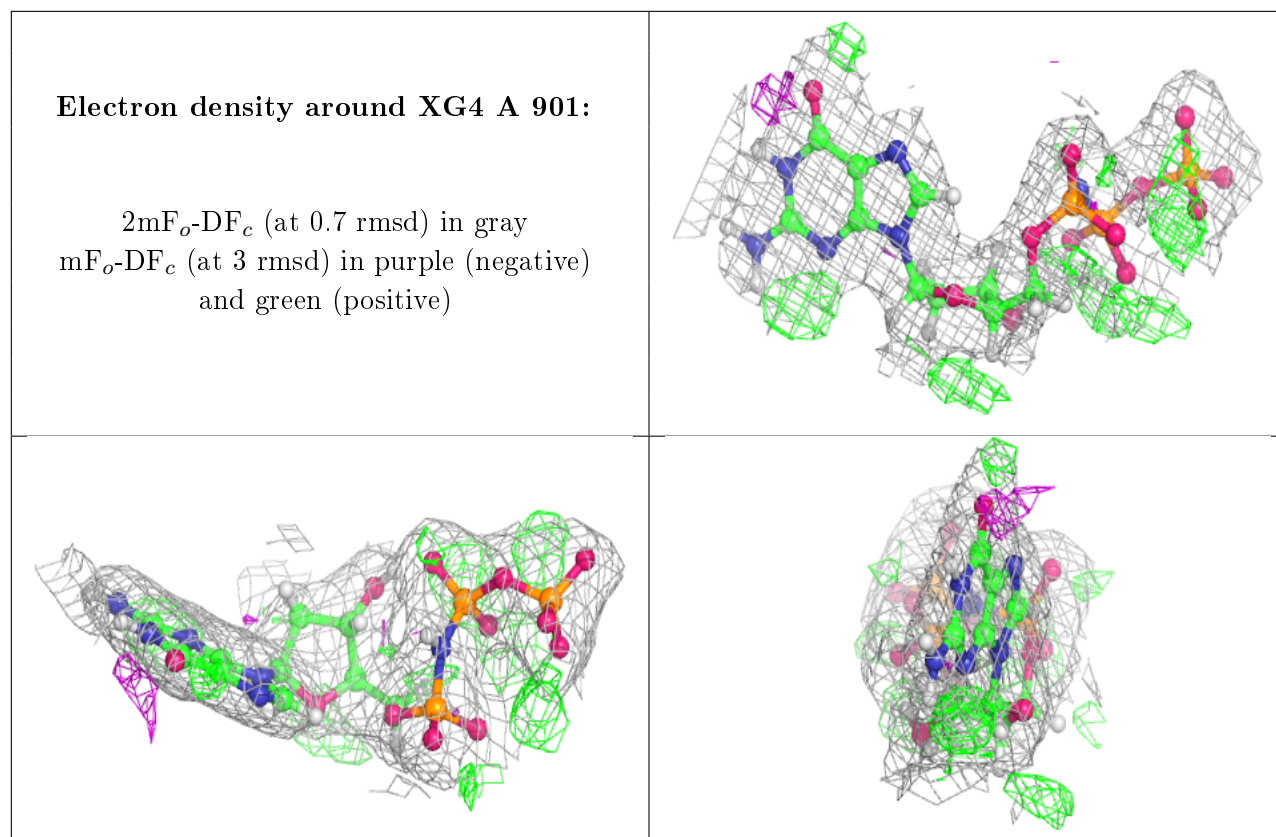 Electron density around XG4 A 901:
2mFₒ-DF𝒸 (at 0.7 rmsd) in gray
mFₒ-DF𝒸 (at 3 rmsd) in purple (negative)
and green (positive)